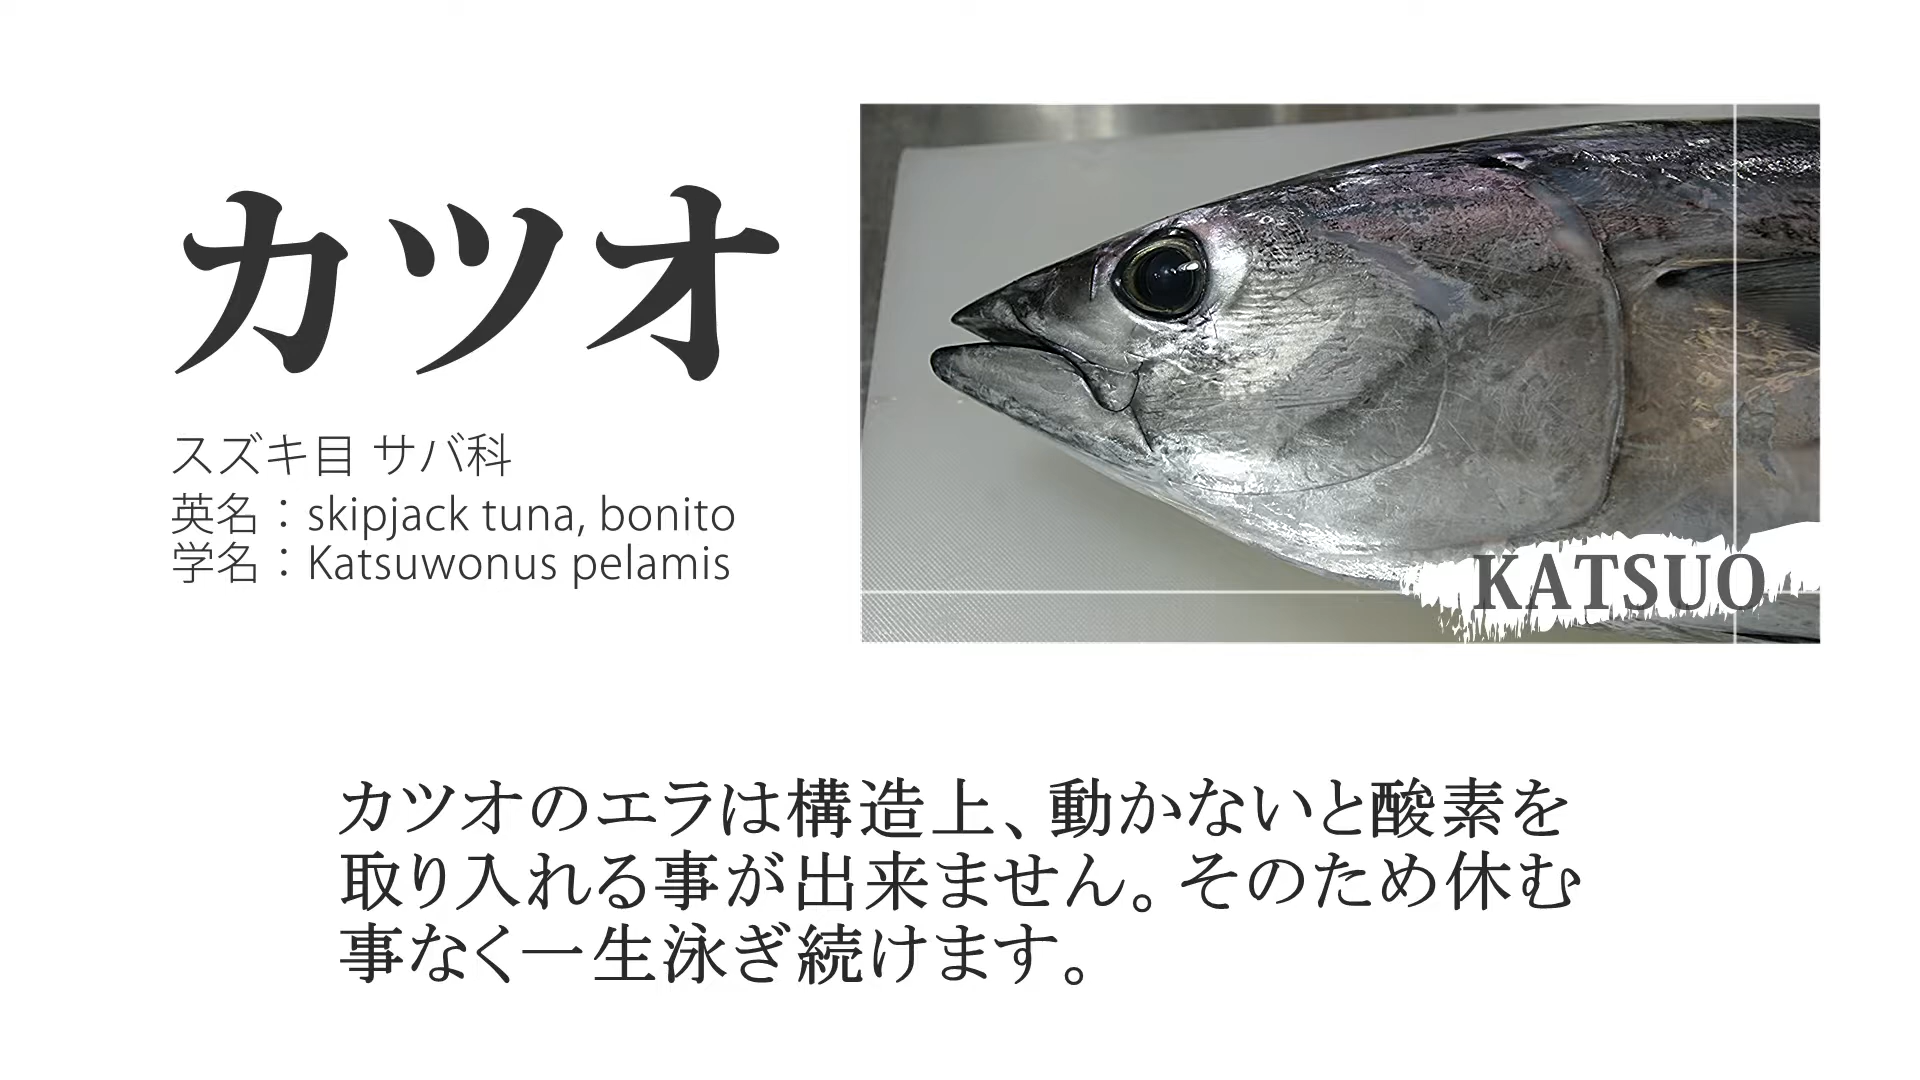 カツオ
スズキ目 サバ科
英名：skipjack tuna, bonito
学名：Katsuwonus pelamis
KATSUO
カツオのエラは構造上、動かないと酸素を
取り入れる事が出来ません。そのため休む
事なく一生泳ぎ続けます。